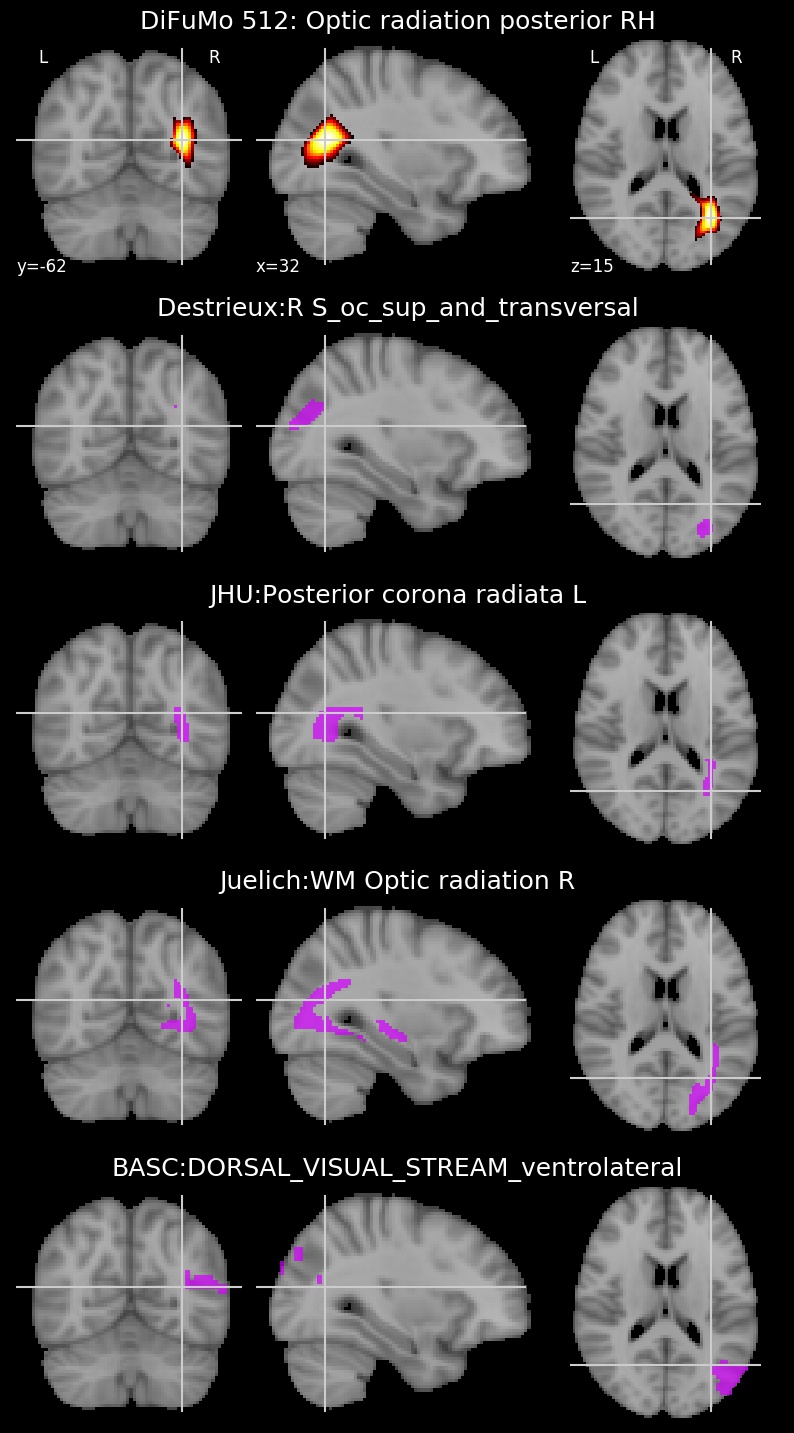 DiFuMo 512: Optic radiation posterior RH
L R L R
y=-62 x=32 z=15
Destrieux:R S_oc_sup_and_transversal
JHU:Posterior corona radiata L
Juelich:WM Optic radiation R
BASC:DORSAL_VISUAL_STREAM_ventrolateral